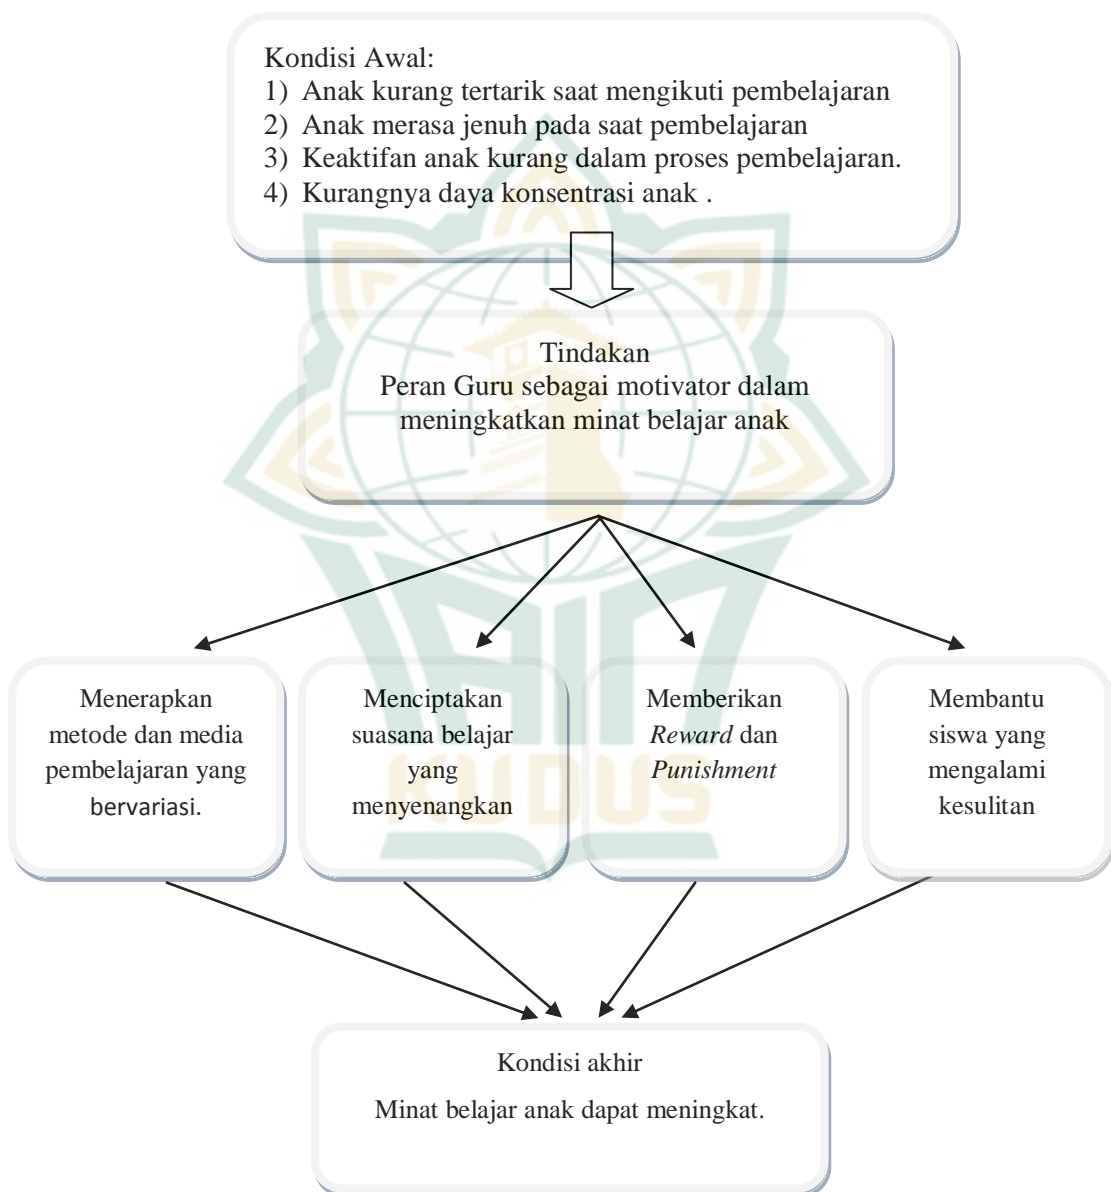 Kondisi Awal:
1) Anak kurang tertarik saat mengikuti pembelajaran
2) Anak merasa jenuh pada saat pembelajaran
3) Keaktifan anak kurang dalam proses pembelajaran.
4) Kurangnya daya konsentrasi anak .
Tindakan
Peran Guru sebagai motivator dalam
meningkatkan minat belajar anak
Menerapkan
metode dan media
pembelajaran yang
bervariasi.
Menciptakan
suasana belajar
yang
menyenangkan
Memberikan
Reward dan
Punishment
Membantu
siswa yang
mengalami
kesulitan
IAIN
KUDUS
Kondisi akhir
Minat belajar anak dapat meningkat.